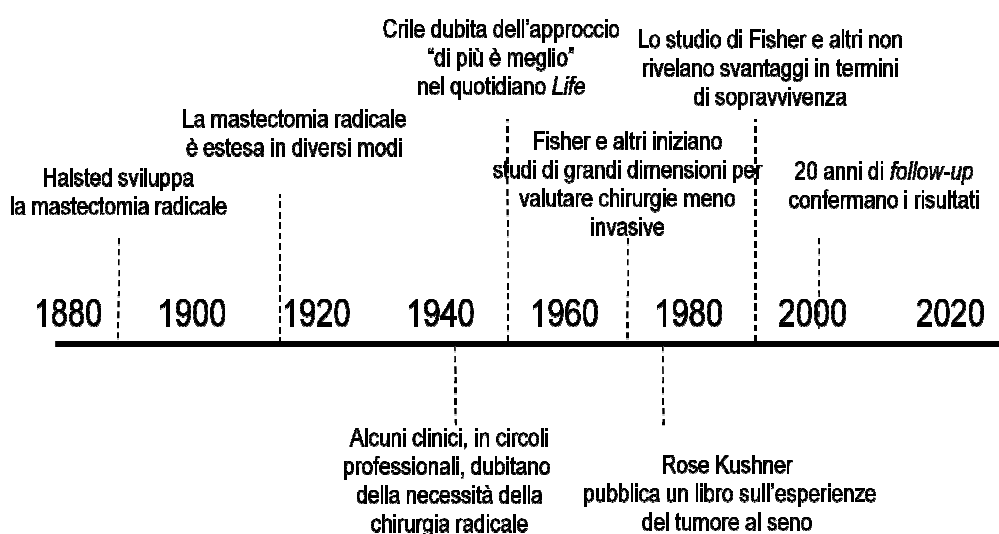 Crile dubita dell'approccio
"di più è meglio"
nel quotidiano Life
Lo studio di Fisher e altri non
rivelano svantaggi in termini
di sopravvivenza
La mastectomia radicale
è estesa in diversi modi
Fisher e altri iniziano
studi di grandi dimensioni per
valutare chirurgie meno
invasive
Halsted sviluppa
la mastectomia radicale
20 anni di follow-up
confermano i risultati
1880 1900 1920 1940 1960 1980 2000 2020
Alcuni clinici, in circoli
professionali, dubitano
della necessità della
chirurgia radicale
Rose Kushner
pubblica un libro sull'esperienze
del tumore al seno